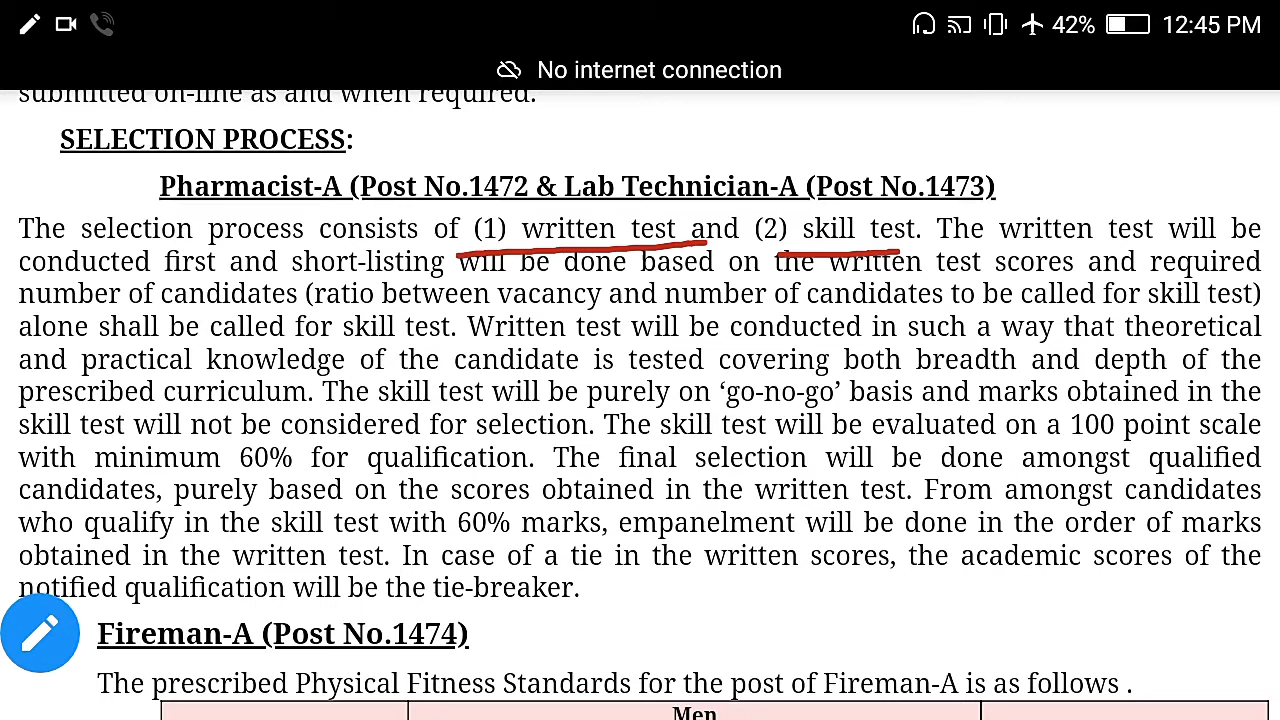 42% 12:45 PM
No internet connection
submitted on-line as and when required.
SELECTION PROCESS:
Pharmacist-A (Post No.1472 & Lab Technician-A (Post No.1473)
The selection process consists of (1) written test and (2) skill test. The written test will be
conducted first and short-listing will be done based on the written test scores and required
number of candidates (ratio between vacancy and number of candidates to be called for skill test)
alone shall be called for skill test. Written test will be conducted in such a way that theoretical
and practical knowledge of the candidate is tested covering both breadth and depth of the
prescribed curriculum. The skill test will be purely on ‘go-no-go’ basis and marks obtained in the
skill test will not be considered for selection. The skill test will be evaluated on a 100 point scale
with minimum 60% for qualification. The final selection will be done amongst qualified
candidates, purely based on the scores obtained in the written test. From amongst candidates
who qualify in the skill test with 60% marks, empanelment will be done in the order of marks
obtained in the written test. In case of a tie in the written scores, the academic scores of the
notified qualification will be the tie-breaker.
Fireman-A (Post No.1474)
The prescribed Physical Fitness Standards for the post of Fireman-A is as follows .
Men